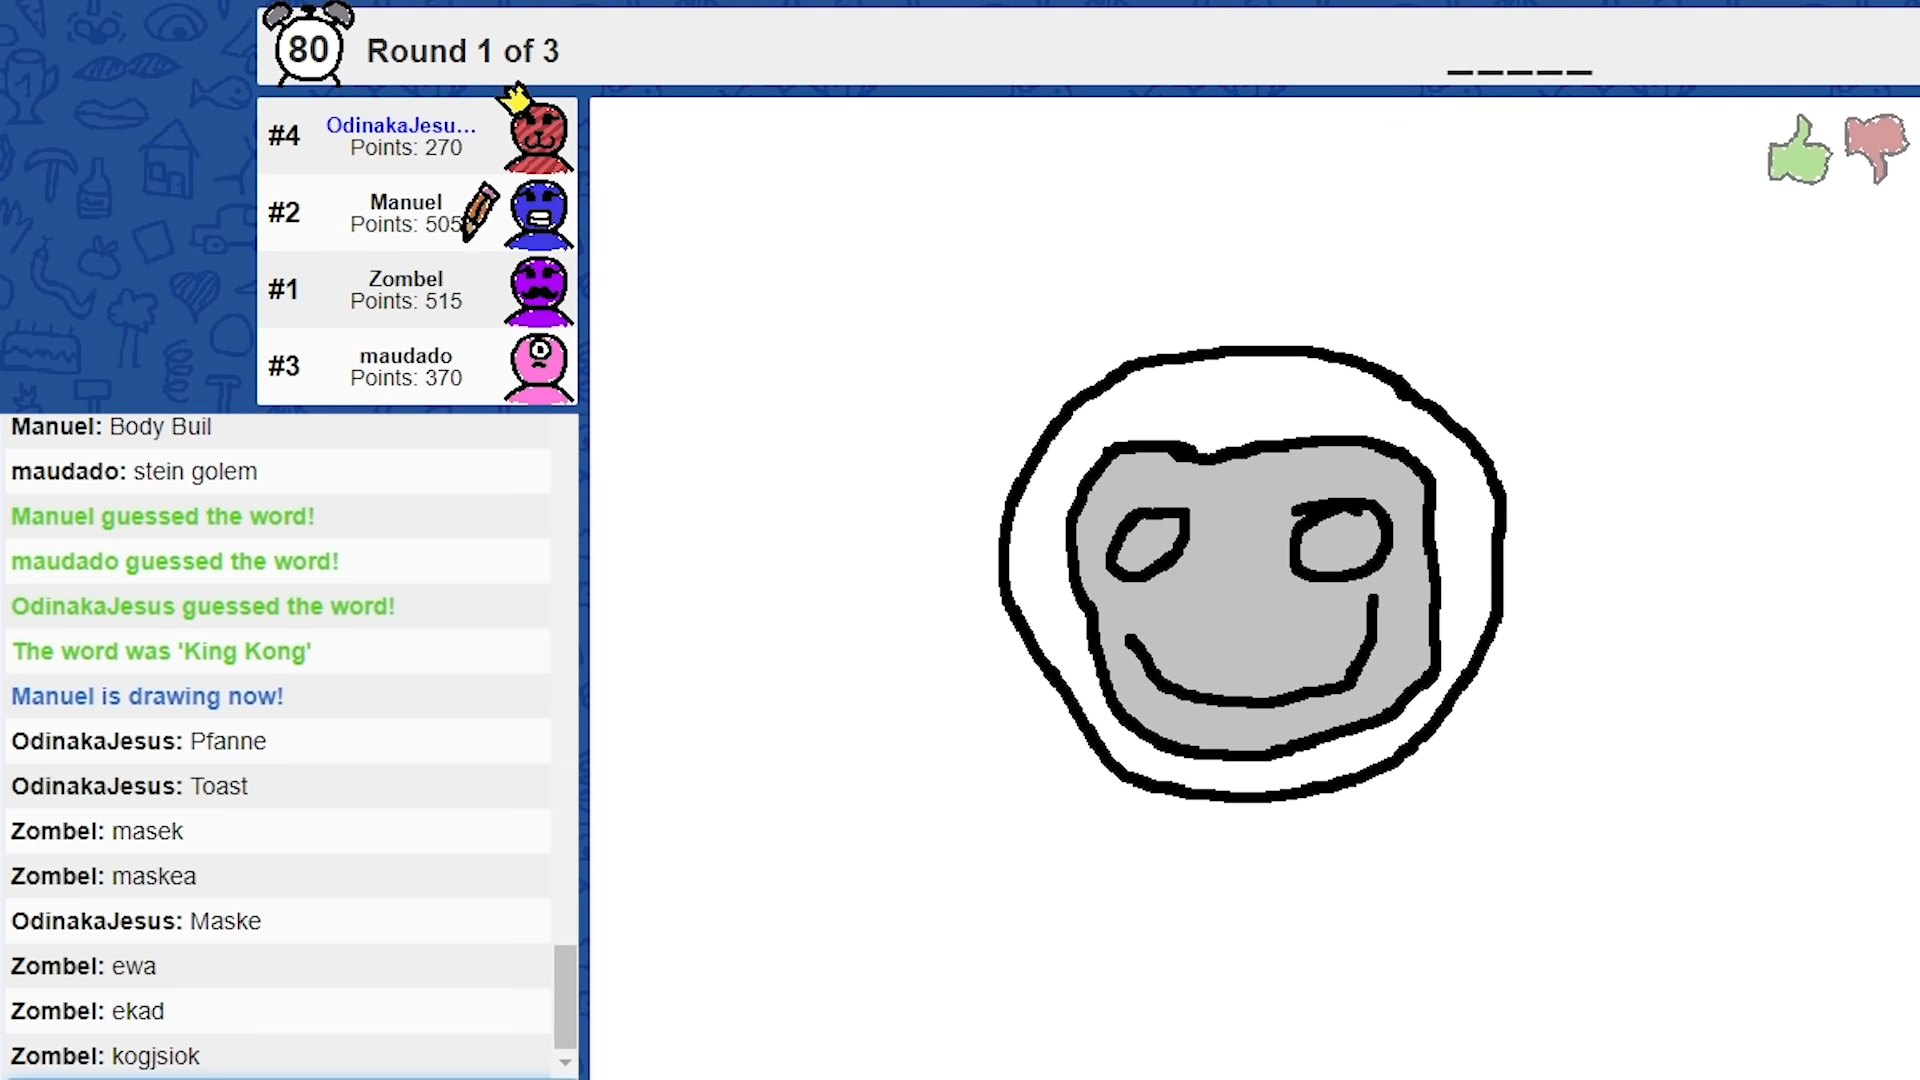 80
Round 1 of 3
_____
#4
OdinakaJesu...
Points: 270
#2
Manuel
Points: 505
#1
Zombel
Points: 515
#3
maudado
Points: 370
Manuel: Body Buil
maudado: stein golem
Manuel guessed the word!
maudado guessed the word!
OdinakaJesus guessed the word!
The word was 'King Kong'
Manuel is drawing now!
OdinakaJesus: Pfanne
OdinakaJesus: Toast
Zombel: masek
Zombel: maskea
OdinakaJesus: Maske
Zombel: ewa
Zombel: ekad
Zombel: kogjsiok